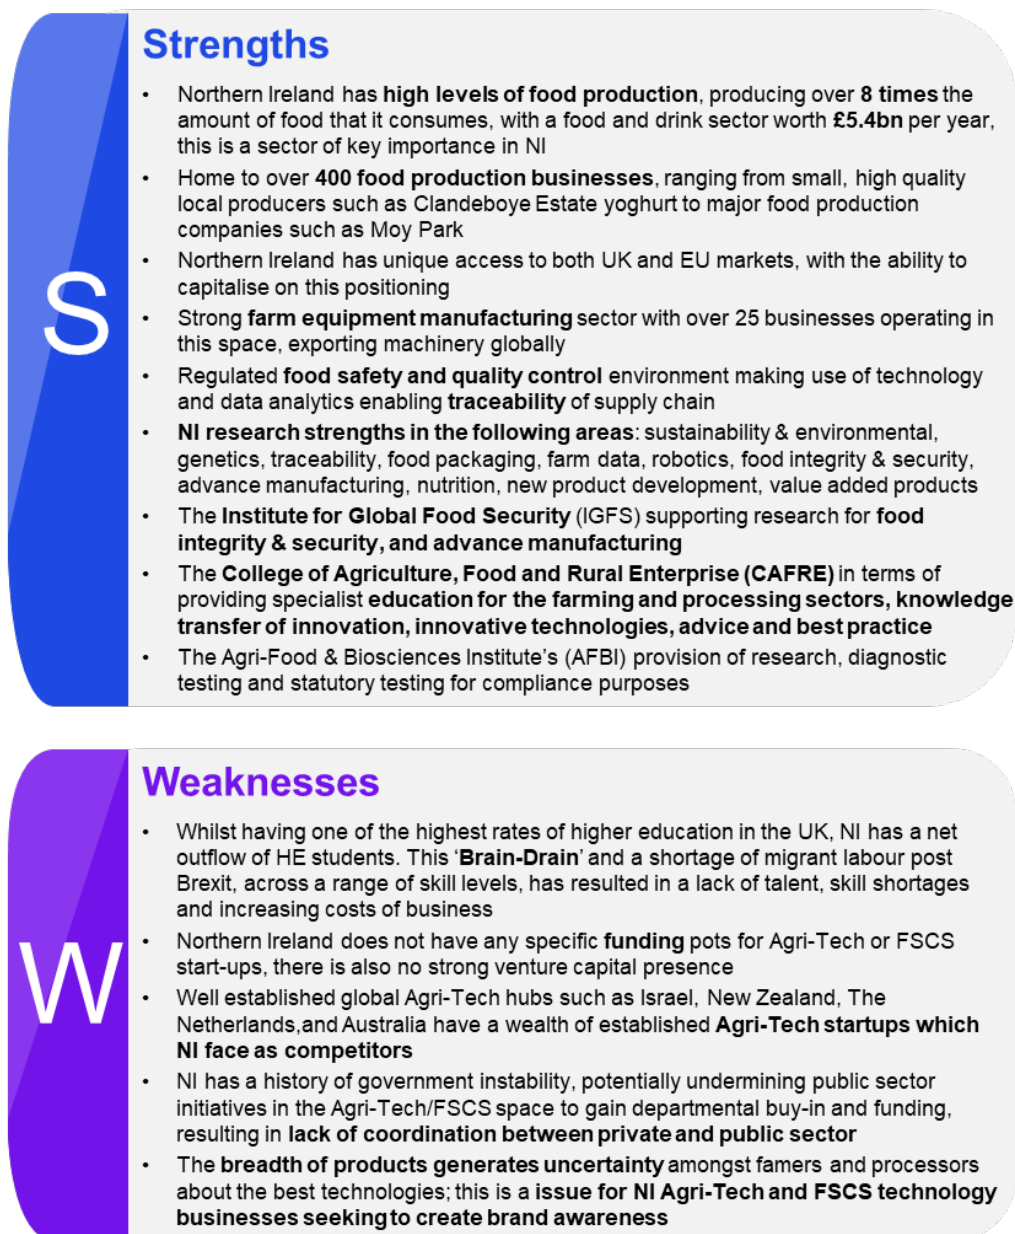 Strengths
• Northern Ireland has high levels of food production, producing over 8 times the
amount of food that it consumes, with a food and drink sector worth £5.4bn per year,
this is a sector of key importance in NI
• Home to over 400 food production businesses, ranging from small, high quality
local producers such as Clandeboye Estate yoghurt to major food production
companies such as Moy Park
• Northern Ireland has unique access to both UK and EU markets, with the ability to
capitalise on this positioning
S
• Strong farm equipment manufacturing sector with over 25 businesses operating in
this space, exporting machinery globally
• Regulated food safety and quality control environment making use of technology
and data analytics enabling traceability of supply chain
• NI research strengths in the following areas: sustainability & environmental,
genetics, traceability, food packaging, farm data, robotics, food integrity & security,
advance manufacturing, nutrition, new product development, value added products
• The Institute for Global Food Security (IGFS) supporting research for food
integrity & security, and advance manufacturing
• The College of Agriculture, Food and Rural Enterprise (CAFRE) in terms of
providing specialist education for the farming and processing sectors, knowledge
transfer of innovation, innovative technologies, advice and best practice
• The Agri-Food & Biosciences Institute's (AFBI) provision of research, diagnostic
testing and statutory testing for compliance purposes
Weaknesses
• Whilst having one of the highest rates of higher education in the UK, NI has a net
outflow of HE students. This ‘Brain-Drain’ and a shortage of migrant labour post
Brexit, across a range of skill levels, has resulted in a lack of talent, skill shortages
and increasing costs of business
• Northern Ireland does not have any specific funding pots for Agri-Tech or FSCS
start-ups, there is also no strong venture capital presence
W
• Well established global Agri-Tech hubs such as Israel, New Zealand, The
Netherlands,and Australia have a wealth of established Agri-Tech startups which
NI face as competitors
• NI has a history of government instability, potentially undermining public sector
initiatives in the Agri-Tech/FSCS space to gain departmental buy-in and funding,
resulting in lack of coordination between private and public sector
• The breadth of products generates uncertainty amongst famers and processors
about the best technologies; this is a issue for NI Agri-Tech and FSCS technology
businesses seeking to create brand awareness